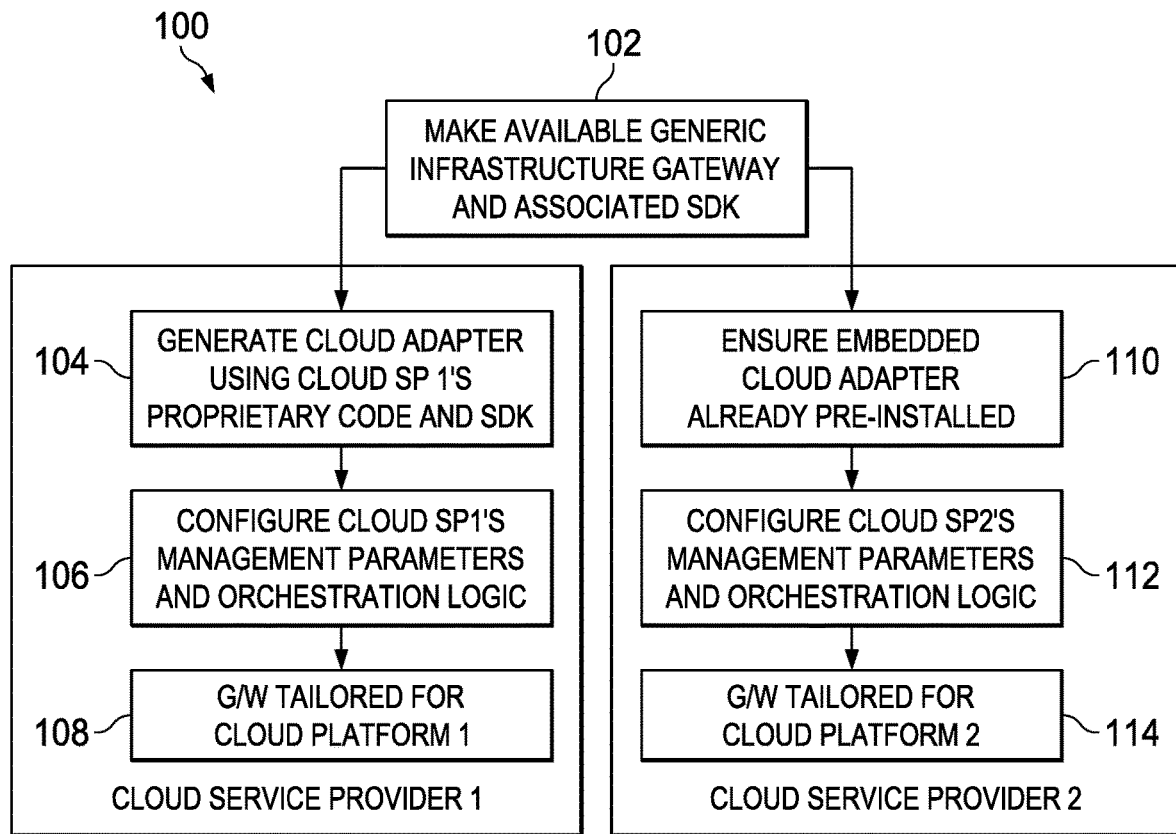 100
102
MAKE AVAILABLE GENERIC
INFRASTRUCTURE GATEWAY
AND ASSOCIATED SDK
104
GENERATE CLOUD ADAPTER
USING CLOUD SP 1'S
PROPRIETARY CODE AND SDK
106
CONFIGURE CLOUD SP1'S
MANAGEMENT PARAMETERS
AND ORCHESTRATION LOGIC
108
G/W TAILORED FOR
CLOUD PLATFORM 1
CLOUD SERVICE PROVIDER 1
ENSURE EMBEDDED
CLOUD ADAPTER
ALREADY PRE-INSTALLED
110
CONFIGURE CLOUD SP2'S
MANAGEMENT PARAMETERS
AND ORCHESTRATION LOGIC
112
G/W TAILORED FOR
CLOUD PLATFORM 2
114
CLOUD SERVICE PROVIDER 2